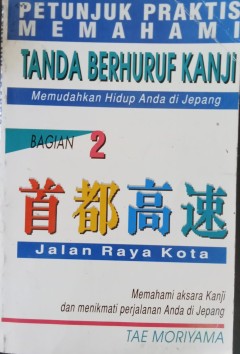 PETUNJUK PRAKTIS
MEMAHAMI
TANDA BERHURUF KANJI
Memudahkan Hidup Anda di Jepang
BAGIAN 2
首都高速
Jalan Raya Kota
Memahami aksara Kanji
dan menikmati perjalanan Anda di Jepang
TAE MORIYAMA